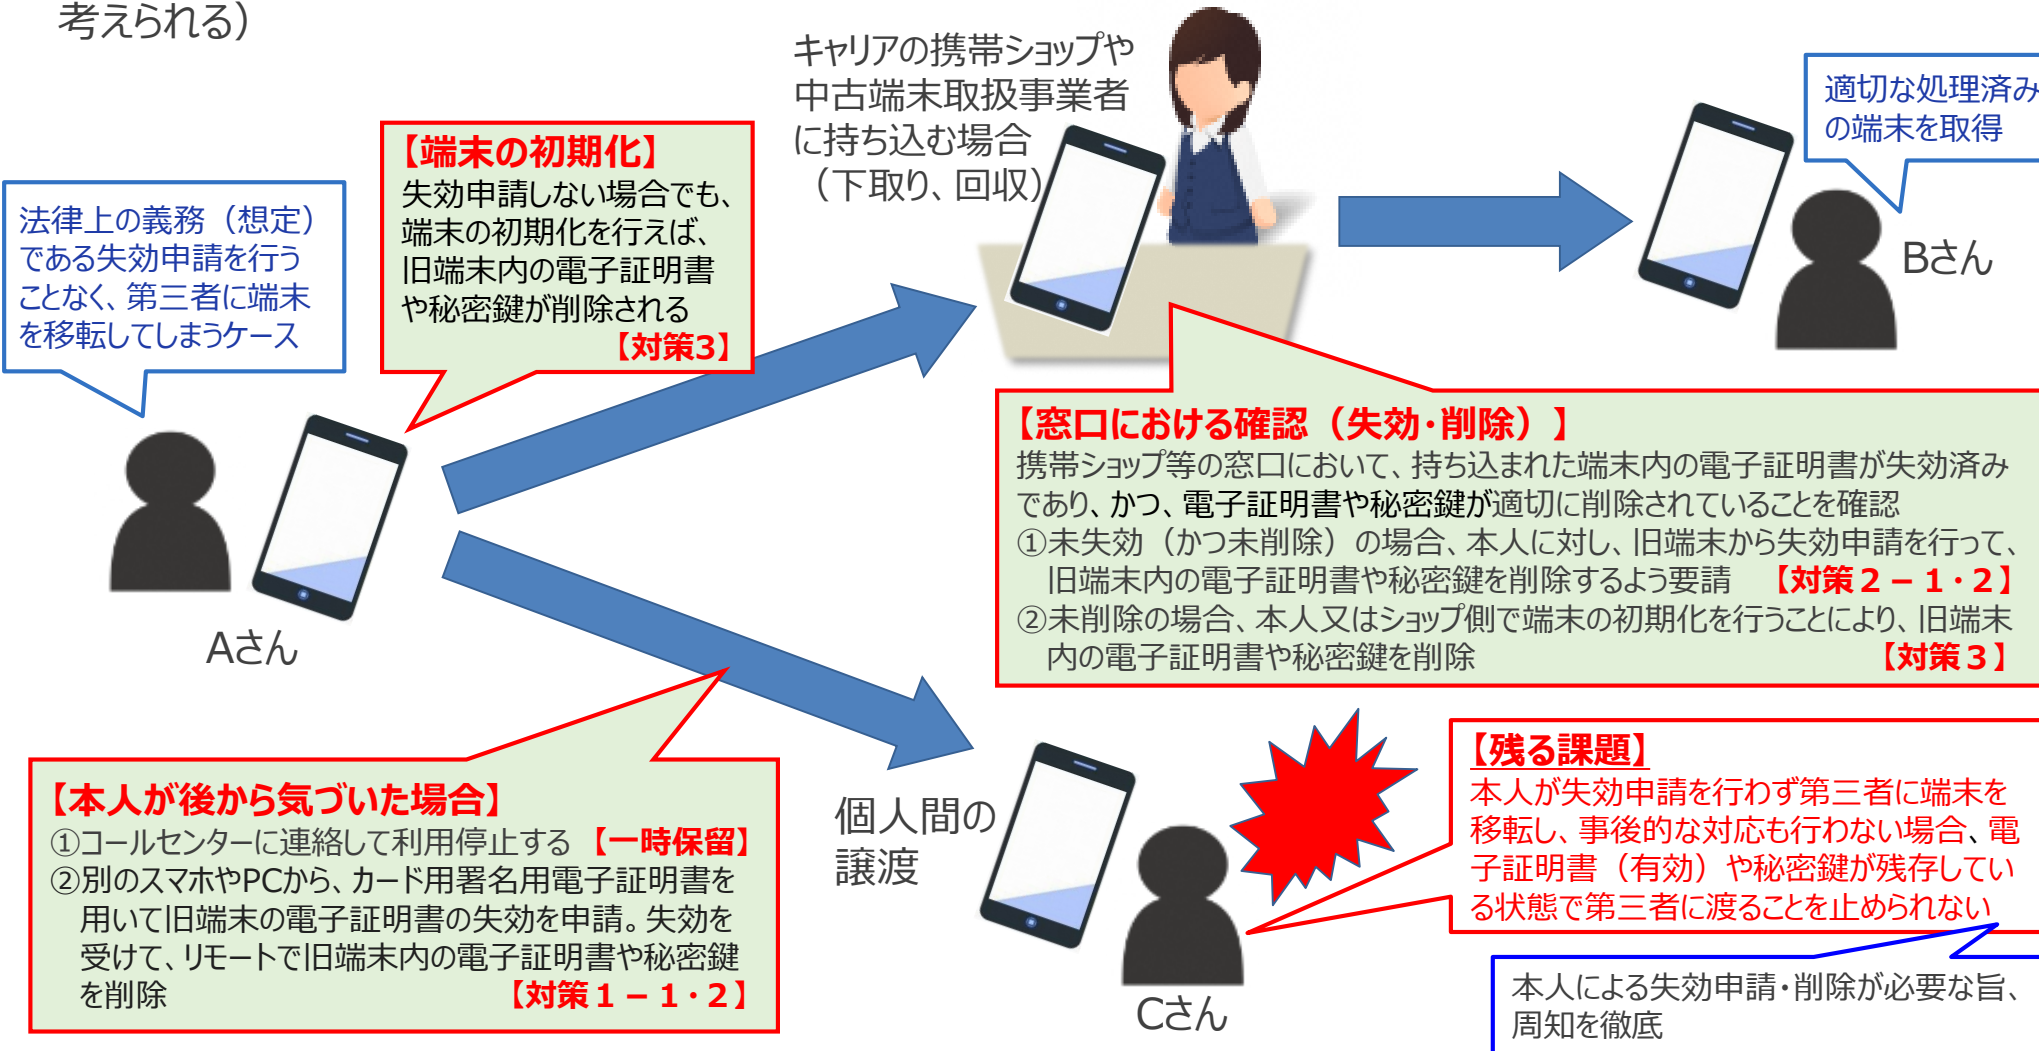 考えられる）
キャリアの携帯ショップや
中古端末取扱事業者
に持ち込む場合
（下取り、回収）
適切な処理済み
の端末を取得
Bさん
【端末の初期化】
失効申請しない場合でも、
端末の初期化を行えば、
旧端末内の電子証明書
や秘密鍵が削除される
【対策3】
法律上の義務（想定）
である失効申請を行う
ことなく、第三者に端末
を移転してしまうケース
Aさん
【窓口における確認（失効・削除）】
携帯ショップ等の窓口において、持ち込まれた端末内の電子証明書が失効済み
であり、かつ、電子証明書や秘密鍵が適切に削除されていることを確認
①未失効（かつ未削除）の場合、本人に対し、旧端末から失効申請を行って、
旧端末内の電子証明書や秘密鍵を削除するよう要請 【対策２－１・２】
②未削除の場合、本人又はショップ側で端末の初期化を行うことにより、旧端末
内の電子証明書や秘密鍵を削除 【対策３】
【本人が後から気づいた場合】
①コールセンターに連絡して利用停止する 【一時保留】
②別のスマホやPCから、カード用署名用電子証明書を
用いて旧端末の電子証明書の失効を申請。失効を
受けて、リモートで旧端末内の電子証明書や秘密鍵
を削除 【対策１－１・２】
個人間の
譲渡
Cさん
【残る課題】
本人が失効申請を行わず第三者に端末を
移転し、事後的な対応も行わない場合、電
子証明書（有効）や秘密鍵が残存してい
る状態で第三者に渡ることを止められない
本人による失効申請・削除が必要な旨、
周知を徹底